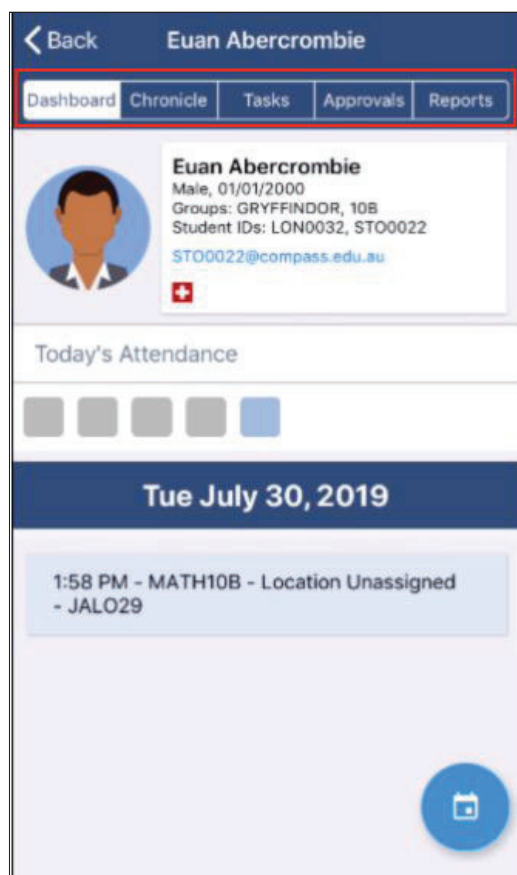 Back
Euan Abercrombie
Dashboard Chronicle Tasks Approvals Reports
Euan Abercrombie
Male, 01/01/2000
Groups: GRYFFINDOR, 10B
Student IDs: LON0032, STO0022
STO0022@compass.edu.au
Today's Attendance
Tue July 30, 2019
1:58 PM - MATH10B - Location Unassigned
- JALO29